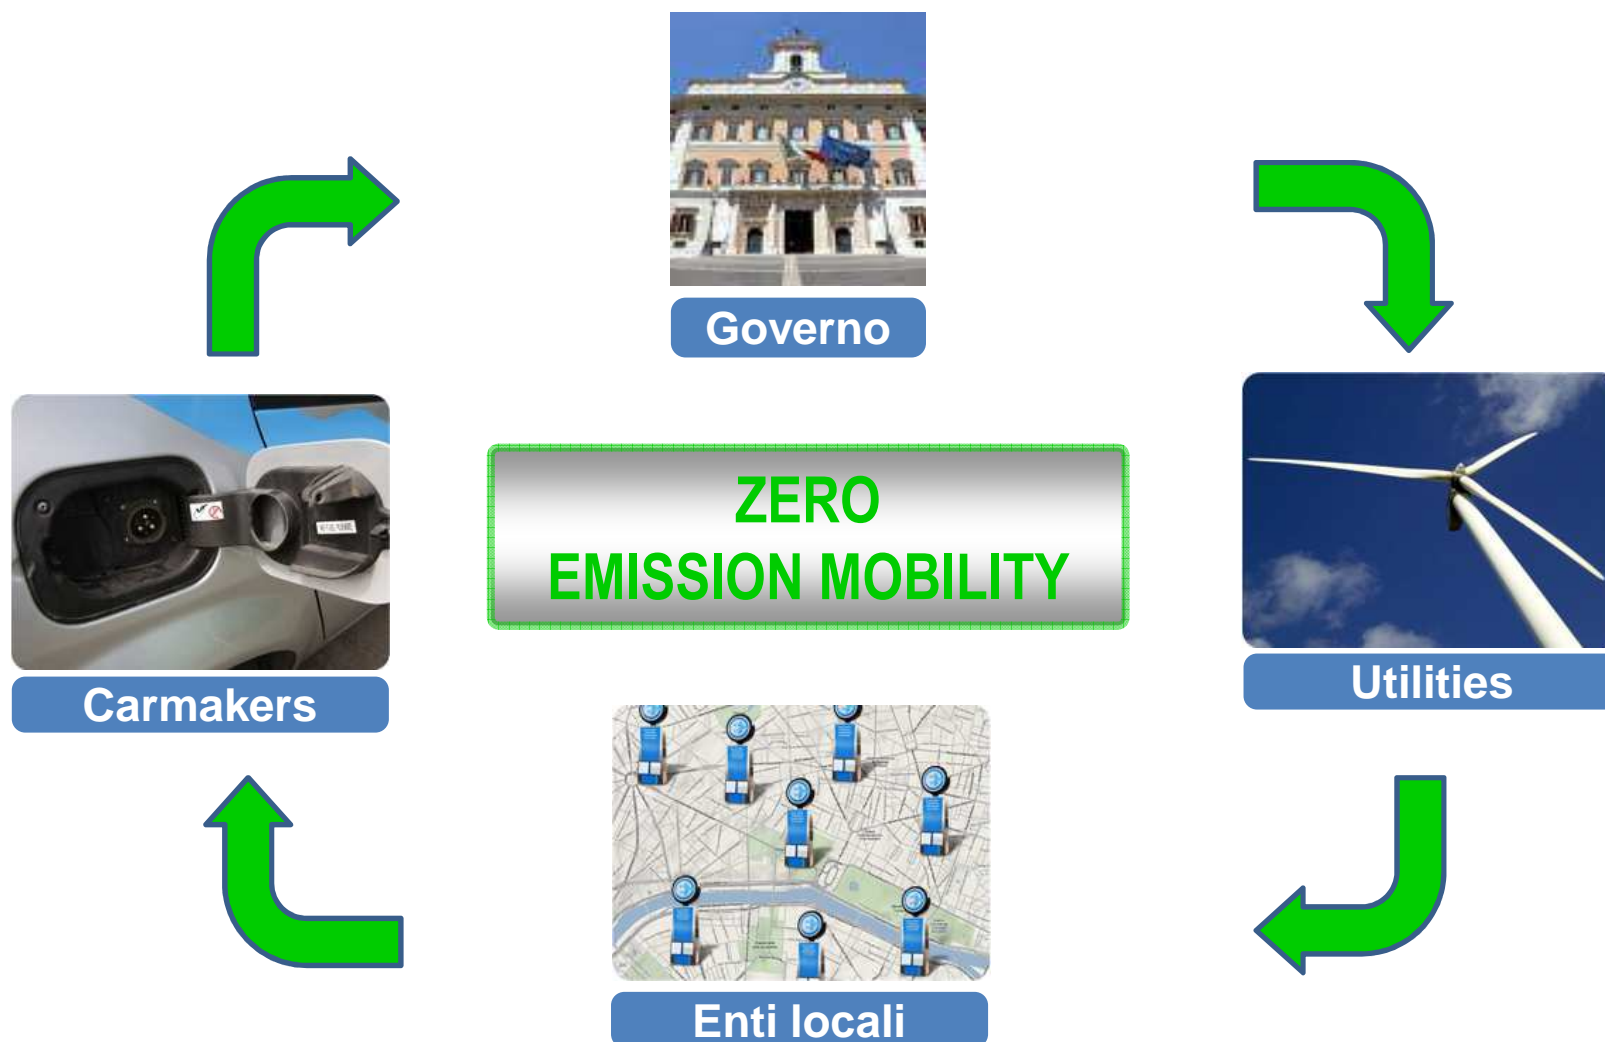 Governo
ZERO
EMISSION MOBILITY
Carmakers
Utilities
Enti locali